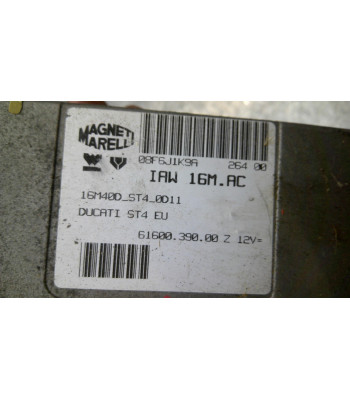 MAGNETI
MARELLI
08F6J1K9A 264 00
IAW 16M.AC
16M40D_ST4_0D11
DUCATI ST4 EU
61600.390.00 Z 12V=